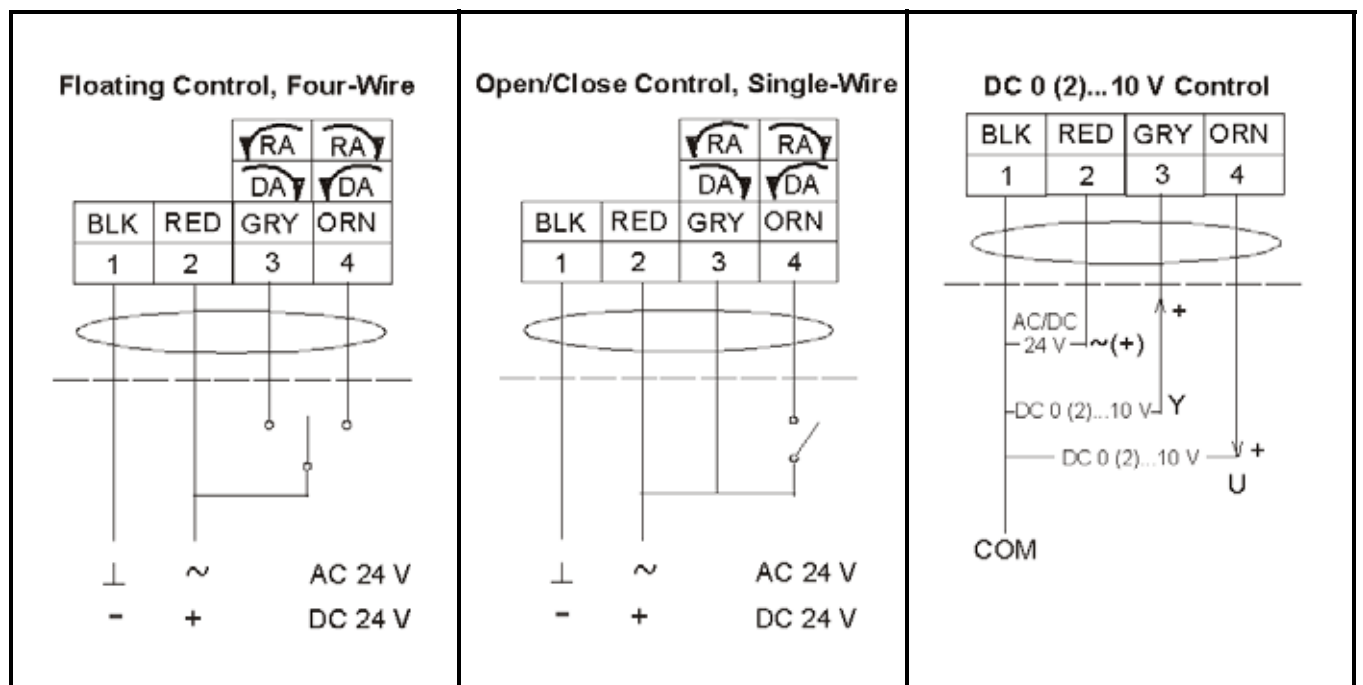 Floating Control, Four-Wire
RA RA
DA DA
BLK RED GRY ORN
1 2 3 4
⊥ ~ AC 24 V
- + DC 24 V
Open/Close Control, Single-Wire
RA RA
DA DA
BLK RED GRY ORN
1 2 3 4
⊥ ~ AC 24 V
- + DC 24 V
DC 0 (2)...10 V Control
BLK RED GRY ORN
1 2 3 4
+
AC/DC
24 V ~(+)
DC 0 (2)...10 V Y
DC 0 (2)...10 V +
U
COM